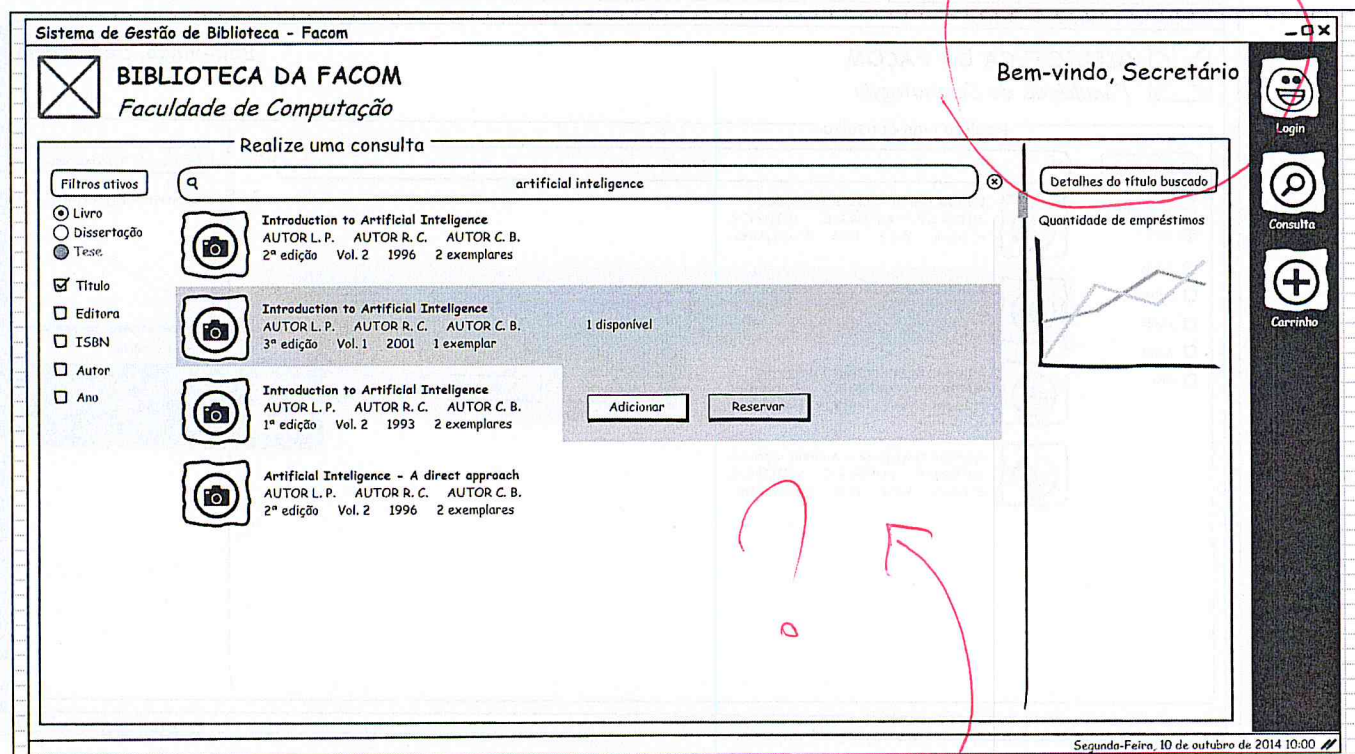 Sistema de Gestão de Biblioteca - Facom
BIBLIOTECA DA FACOM
Faculdade de Computação
Bem-vindo, Secretário
Login
Consulta
Carrinho
Realize uma consulta
Filtros ativos
Livro
Dissertação
Tese
Título
Editora
ISBN
Autor
Ano
artificial inteligence
Introduction to Artificial Inteligence
AUTOR L. P. AUTOR R. C. AUTOR C. B.
2ª edição Vol. 2 1996 2 exemplares
Introduction to Artificial Inteligence
AUTOR L. P. AUTOR R. C. AUTOR C. B.
3ª edição Vol. 1 2001 1 exemplar
1 disponível
Introduction to Artificial Inteligence
AUTOR L. P. AUTOR R. C. AUTOR C. B.
1ª edição Vol. 2 1993 2 exemplares
Adicionar Reservar
Artificial Inteligence - A direct approach
AUTOR L. P. AUTOR R. C. AUTOR C. B.
2ª edição Vol. 2 1996 2 exemplares
?
Detalhes do título buscado
Quantidade de empréstimos
Segunda-Feira, 10 de outubro de 2014 10:00